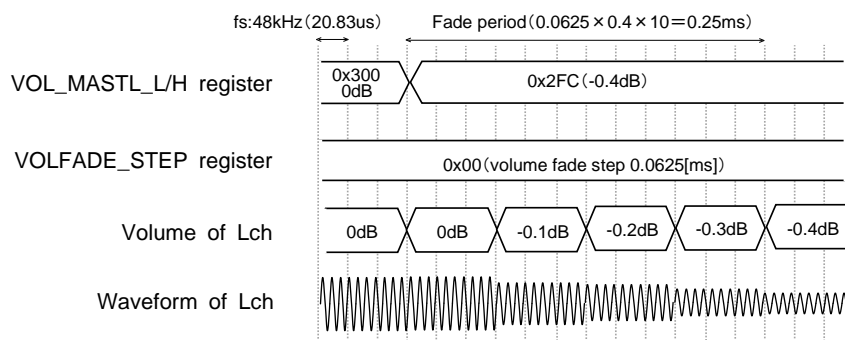 fs:48kHz(20.83us)
Fade period(0.0625×0.4×10=0.25ms)
VOL_MASTL_L/H register
0x300
0dB
0x2FC(-0.4dB)
VOLFADE_STEP register
0x00(volume fade step 0.0625[ms])
Volume of Lch
0dB
0dB
-0.1dB
-0.2dB
-0.3dB
-0.4dB
Waveform of Lch